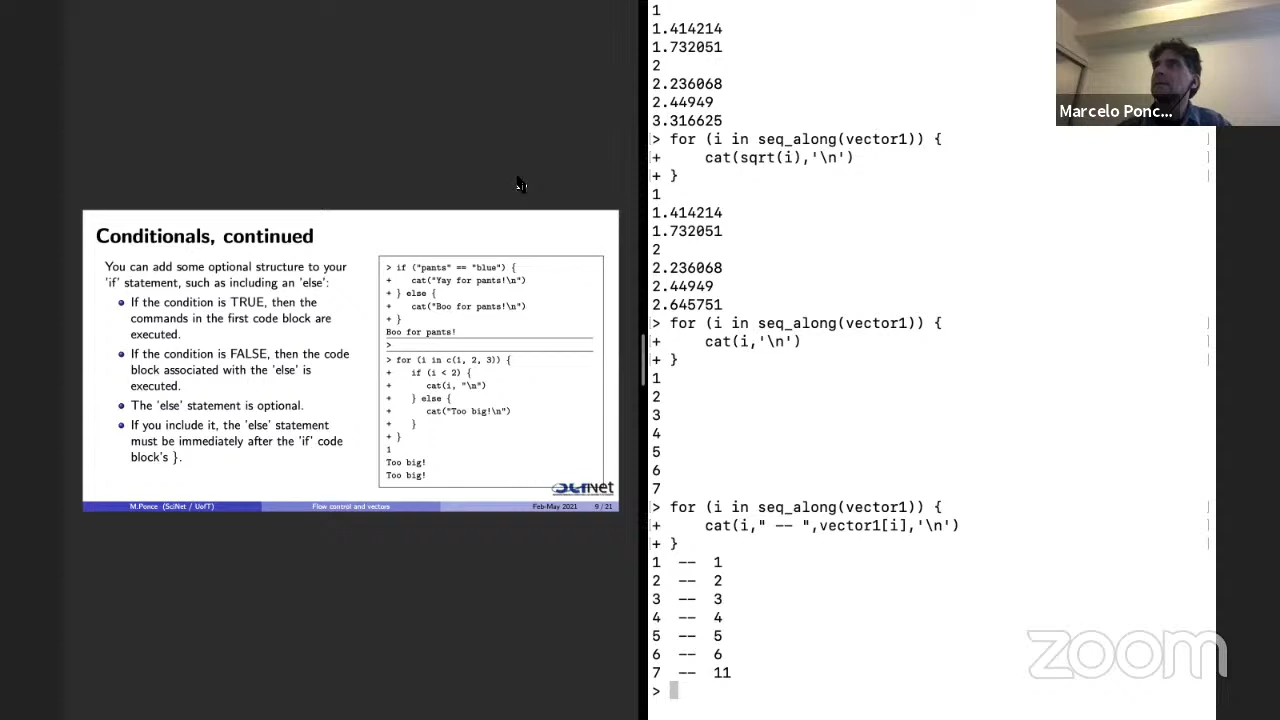 Conditionals, continued
You can add some optional structure to your
'if' statement, such as including an 'else':
If the condition is TRUE, then the
commands in the first code block are
executed.
If the condition is FALSE, then the code
block associated with the 'else' is
executed.
The 'else' statement is optional.
If you include it, the 'else' statement
must be immediately after the 'if' code
block's }.
> if ("pants" == "blue") {
+ cat("Yay for pants!\n")
+ } else {
+ cat("Boo for pants!\n")
+ }
Boo for pants!
>
> for (i in c(1, 2, 3)) {
+ if (i < 2) {
+ cat(i, "\n")
+ } else {
+ cat("Too big!\n")
+ }
+ }
1
Too big!
Too big!
SciNet
M.Ponce (SciNet / UofT)
Flow control and vectors
Feb-May 2021
9 / 21
1
1.414214
1.732051
2
2.236068
2.44949
3.316625
> for (i in seq_along(vector1)) {
+ cat(sqrt(i),'\n')
+ }
1
1.414214
1.732051
2
2.236068
2.44949
2.645751
> for (i in seq_along(vector1)) {
+ cat(i,'\n')
+ }
1
2
3
4
5
6
7
> for (i in seq_along(vector1)) {
+ cat(i," -- ",vector1[i],'\n')
+ }
1 -- 1
2 -- 2
3 -- 3
4 -- 4
5 -- 5
6 -- 6
7 -- 11
>
Marcelo Ponc...
zoom